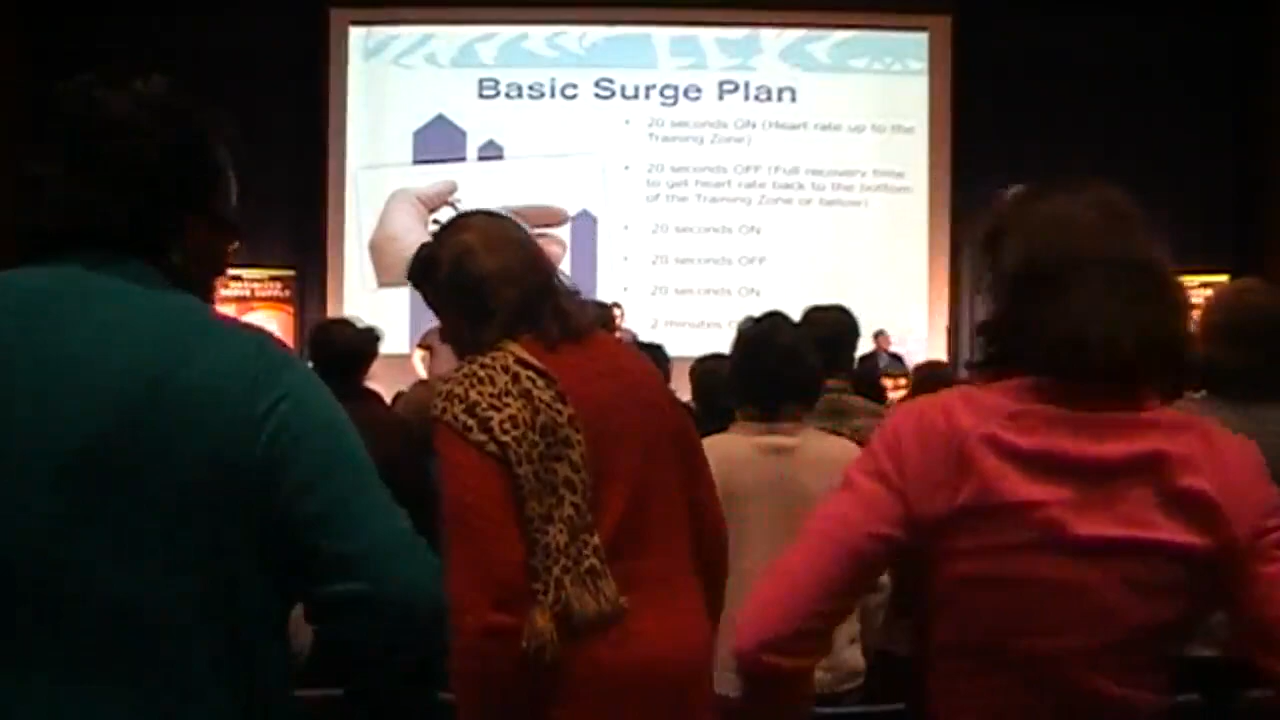 Basic Surge Plan
• 20 seconds ON (Heart rate up to the
Training Zone)
• 20 seconds OFF (Full recovery time
to get heart rate back to the bottom
of the Training Zone or below)
• 20 seconds ON
• 20 seconds OFF
• 20 seconds ON
2 minutes